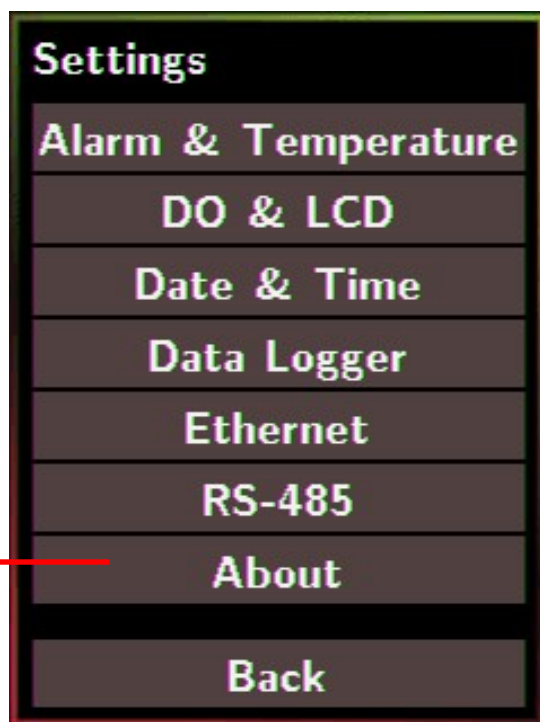 Settings
Alarm & Temperature
DO & LCD
Date & Time
Data Logger
Ethernet
RS-485
About
Back